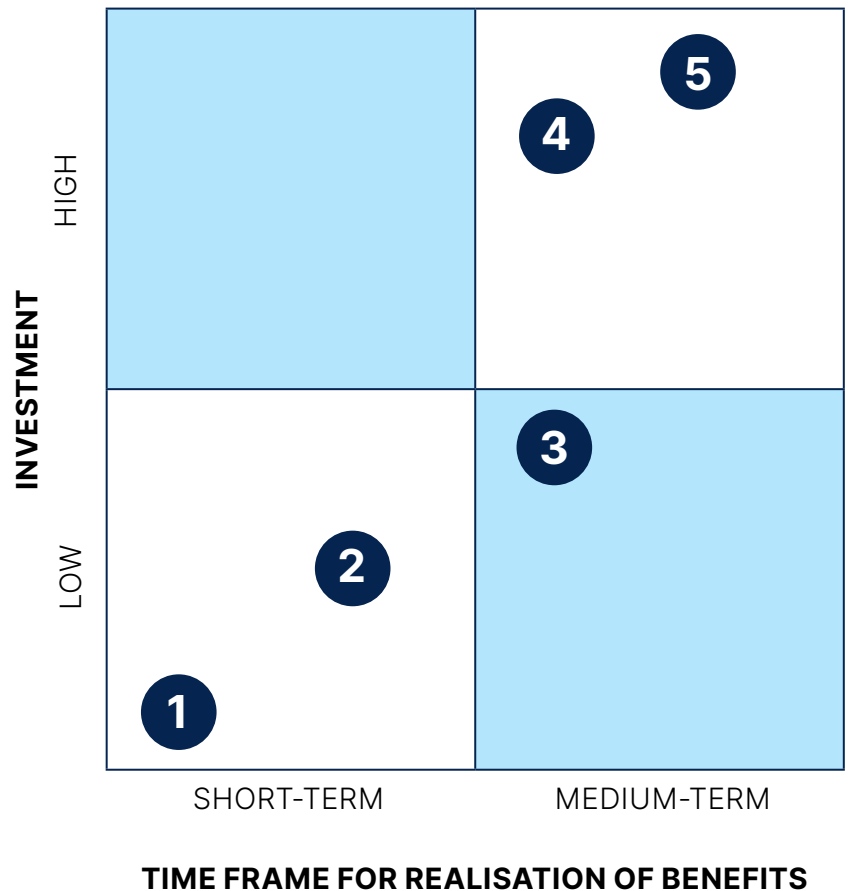 INVESTMENT
HIGH
LOW
5
4
3
2
1
SHORT-TERM
MEDIUM-TERM
TIME FRAME FOR REALISATION OF BENEFITS